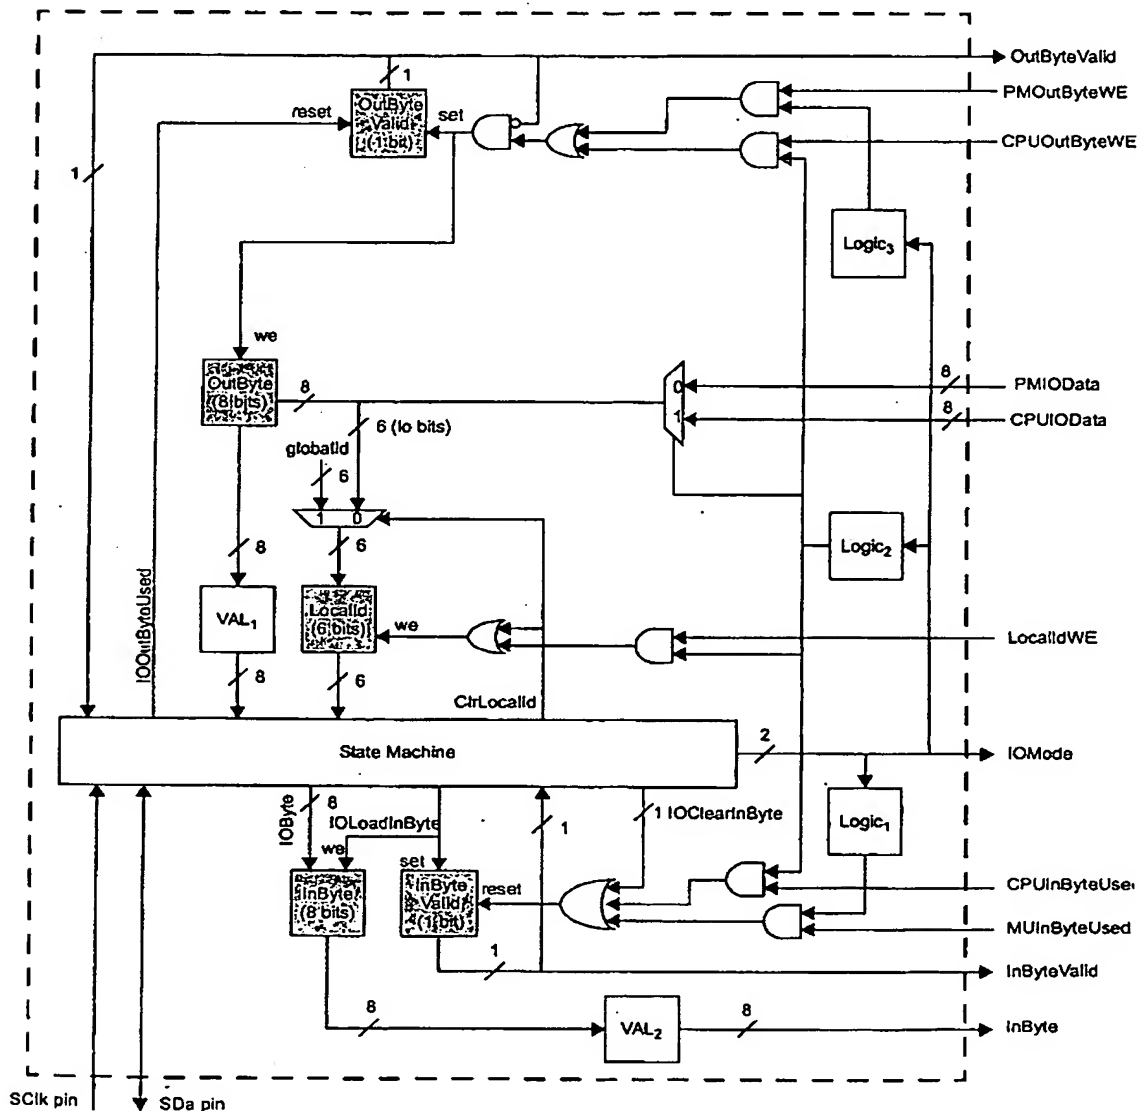 OutByteValid
1
PMOutByteWE
reset
OutByte
Valid
(1 bit)
set
CPUOutByteWE
1
Logic3
we
OutByte
(8 bits)
8
0
8
PMIOData
1
8
CPUIOData
6 (lo bits)
globalId
6
1 0
8
6
Logic2
IOOutByteUsed
VAL1
LocalId
(6 bits)
we
LocalIdWE
8
6
ClrLocalId
State Machine
2
IOMode
IOByte
8
IOLoadInByte
1
1 IOClearInByte
Logic1
we
set
InByte
(8 bits)
InByte
Valid
(1 bit)
reset
CPUInByteUse
MUInByteUsed
1
InByteValid
8
VAL2
8
InByte
SClk pin
SDa pin